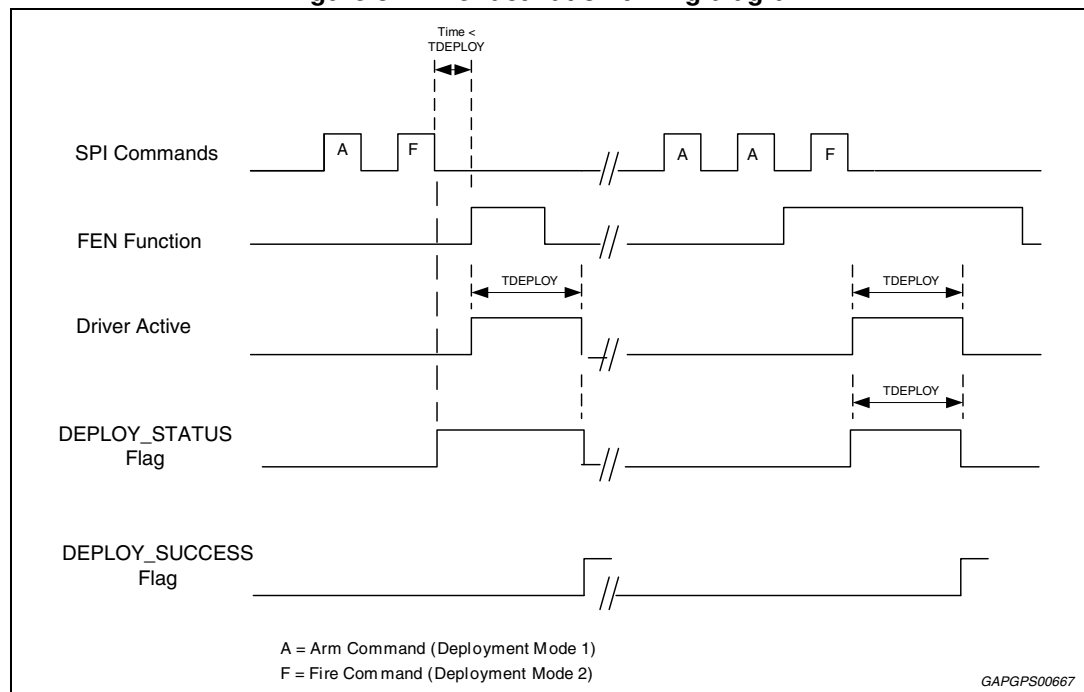 Time <
TDEPLOY
SPI Commands
A
F
A
A
F
FEN Function
TDEPLOY
TDEPLOY
Driver Active
TDEPLOY
DEPLOY_STATUS
Flag
DEPLOY_SUCCESS
Flag
A = Arm Command (Deployment Mode 1)
F = Fire Command (Deployment Mode 2)
GAPGPS00667